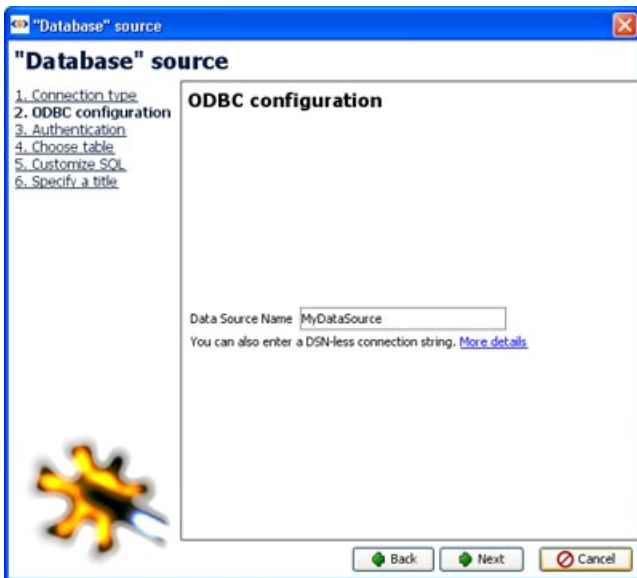 "Database" source
"Database" source
1. Connection type
2. ODBC configuration
3. Authentication
4. Choose table
5. Customize SQL
6. Specify a title
ODBC configuration
Data Source Name MyDataSource
You can also enter a DSN-less connection string. More details
Back Next Cancel